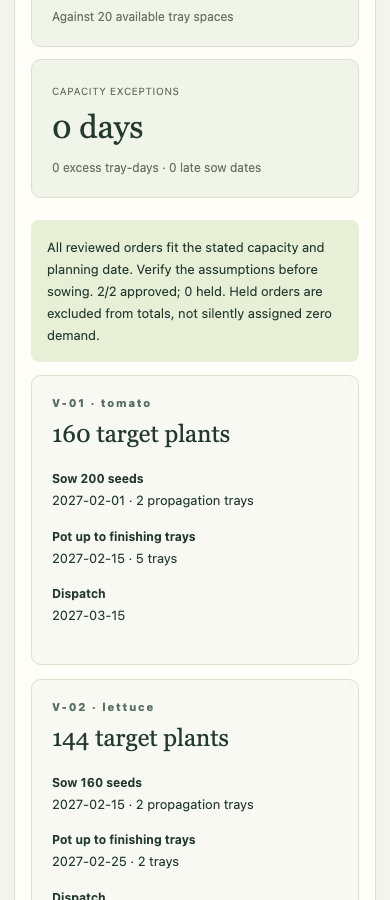 Against 20 available tray spaces
CAPACITY EXCEPTIONS
0 days
0 excess tray-days · 0 late sow dates
All reviewed orders fit the stated capacity and
planning date. Verify the assumptions before
sowing. 2/2 approved; 0 held. Held orders are
excluded from totals, not silently assigned zero
demand.
V-01 · tomato
160 target plants
Sow 200 seeds
2027-02-01 · 2 propagation trays
Pot up to finishing trays
2027-02-15 · 5 trays
Dispatch
2027-03-15
V-02 · lettuce
144 target plants
Sow 160 seeds
2027-02-15 · 2 propagation trays
Pot up to finishing trays
2027-02-25 · 2 trays
Dispatch